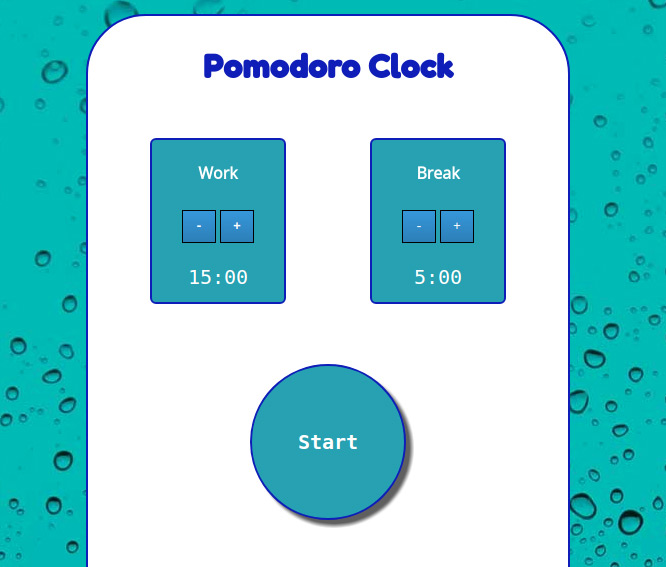 Pomodoro Clock
Work Break
- + - +
15:00 5:00
Start